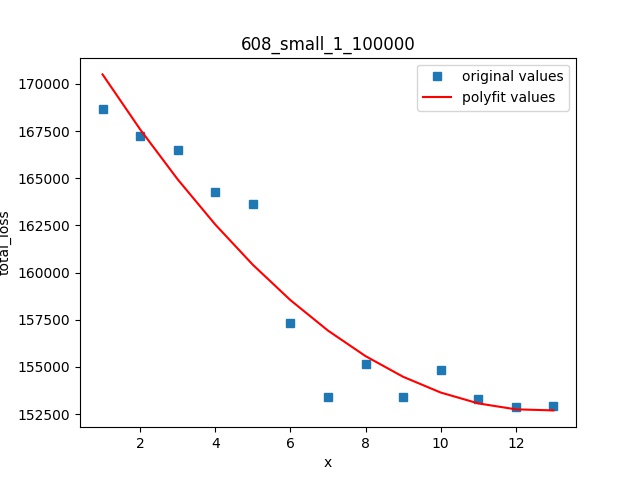 608_small_1_100000
original values
polyfit values
170000
167500
165000
162500
160000
157500
155000
152500
total_loss
2 4 6 8 10 12
x